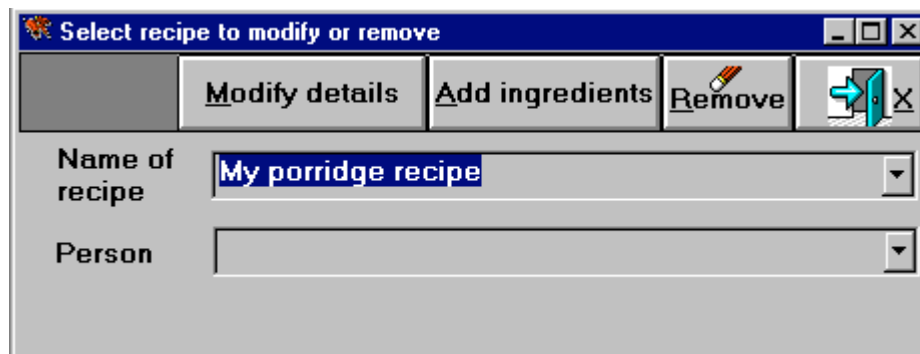 Select recipe to modify or remove
Modify details Add ingredients Remove X
Name of
recipe
My porridge recipe
Person